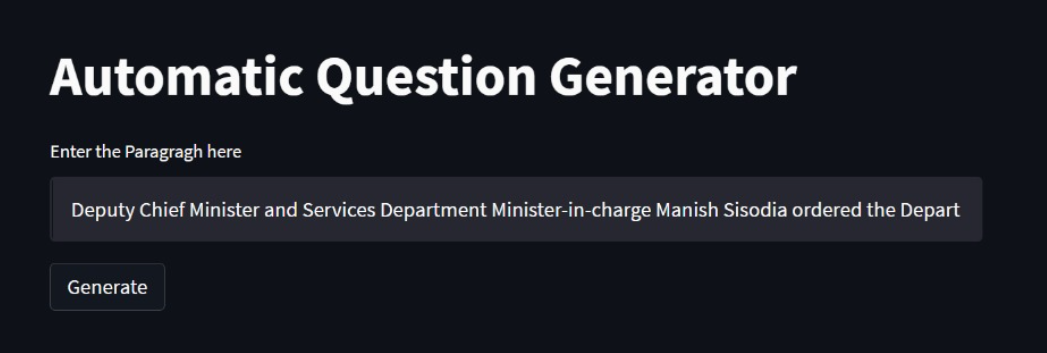 Automatic Question Generator
Enter the Paragragh here
Deputy Chief Minister and Services Department Minister-in-charge Manish Sisodia ordered the Depart
Generate